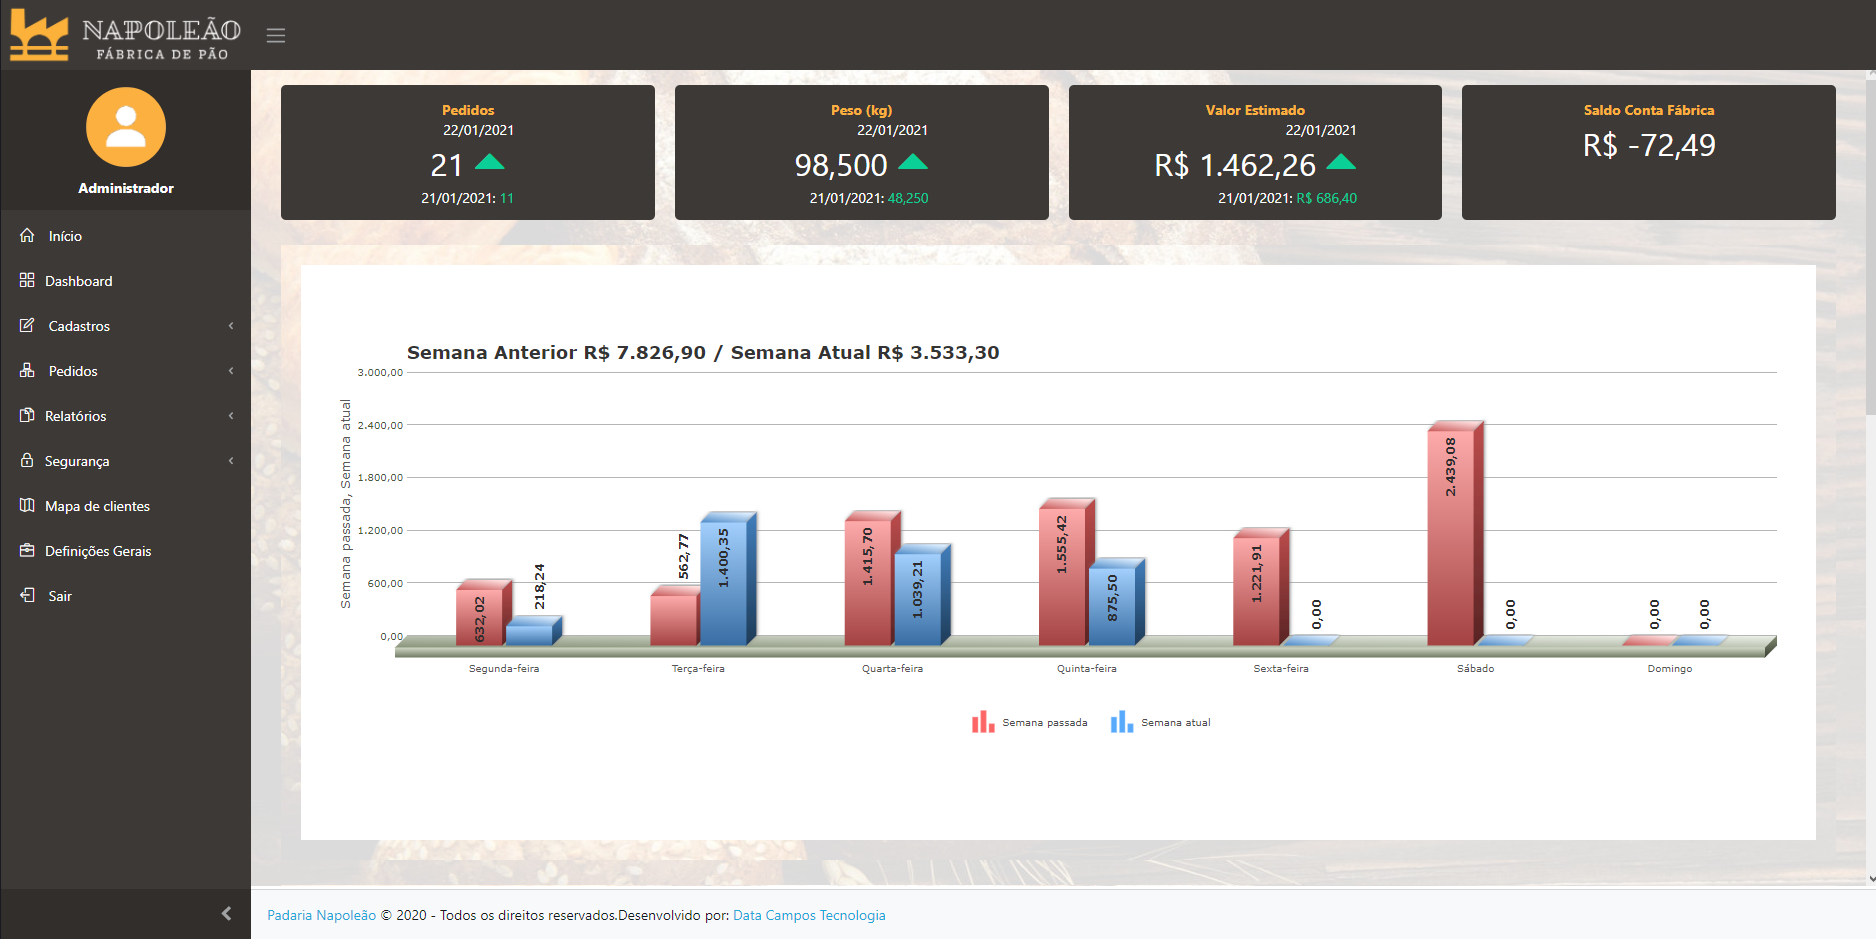 NAPOLEÃO
FÁBRICA DE PÃO
Administrador
Início
Dashboard
Cadastros
Pedidos
Relatórios
Segurança
Mapa de clientes
Definições Gerais
Sair
Pedidos
22/01/2021
21
21/01/2021: 11
Peso (kg)
22/01/2021
98,500
21/01/2021: 48,250
Valor Estimado
22/01/2021
R$ 1.462,26
21/01/2021: R$ 686,40
Saldo Conta Fábrica
R$ -72,49
Semana Anterior R$ 7.826,90 / Semana Atual R$ 3.533,30
Semana passada, Semana atual
3.000,00
2.400,00
1.800,00
1.200,00
600,00
0,00
632,02
218,24
562,77
1.400,35
1.415,70
1.039,21
1.555,42
875,50
1.221,91
0,00
2.439,08
0,00
0,00
0,00
Segunda-feira
Terça-feira
Quarta-feira
Quinta-feira
Sexta-feira
Sábado
Domingo
Semana passada
Semana atual
Padaria Napoleão © 2020 - Todos os direitos reservados.Desenvolvido por: Data Campos Tecnologia